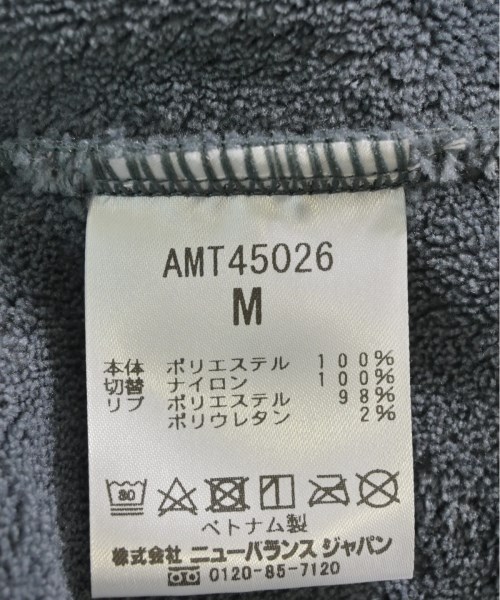 AMT45026
M
本体 ポリエステル 100%
切替 ナイロン 100%
リブ ポリエステル 98%
ポリウレタン 2%
30
ベトナム製
株式会社 ニューバランス ジャパン
0120-85-7120